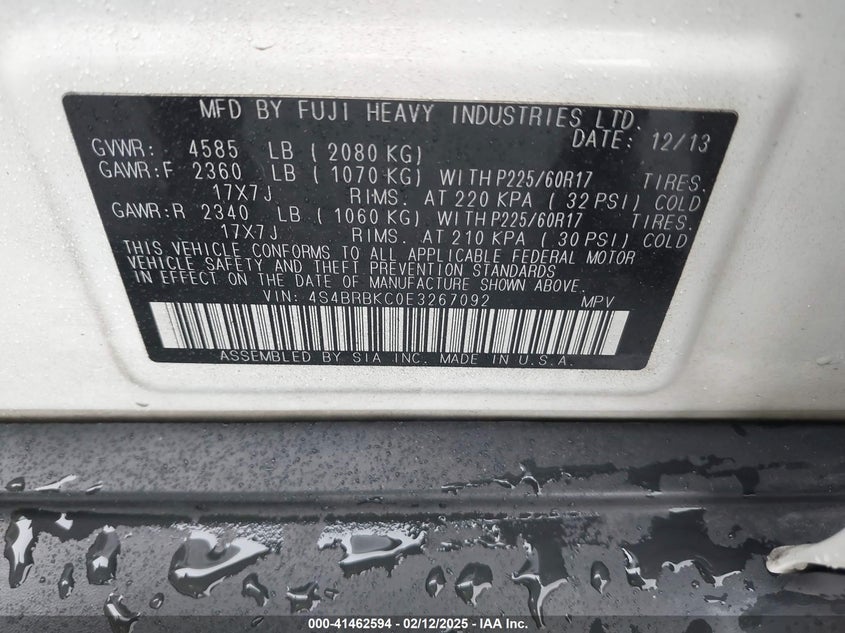 MFD BY FUJI HEAVY INDUSTRIES LTD.
DATE: 12/13
GVWR: 4585 LB ( 2080 KG)
GAWR:F 2360 LB ( 1070 KG) WITH P225/60R17 TIRES.
17X7J RIMS. AT 220 KPA ( 32 PSI) COLD
GAWR:R 2340 LB ( 1060 KG) WITH P225/60R17 TIRES.
17X7J RIMS. AT 210 KPA ( 30 PSI) COLD
THIS VEHICLE CONFORMS TO ALL APPLICABLE FEDERAL MOTOR
VEHICLE SAFETY AND THEFT PREVENTION STANDARDS
IN EFFECT ON THE DATE OF MANUFACTURE SHOWN ABOVE.
VIN: 4S4BRBKC0E3267092 MPV
ASSEMBLED BY SIA INC. MADE IN U.S.A.
000-41462594 - 02/12/2025 - IAA Inc.